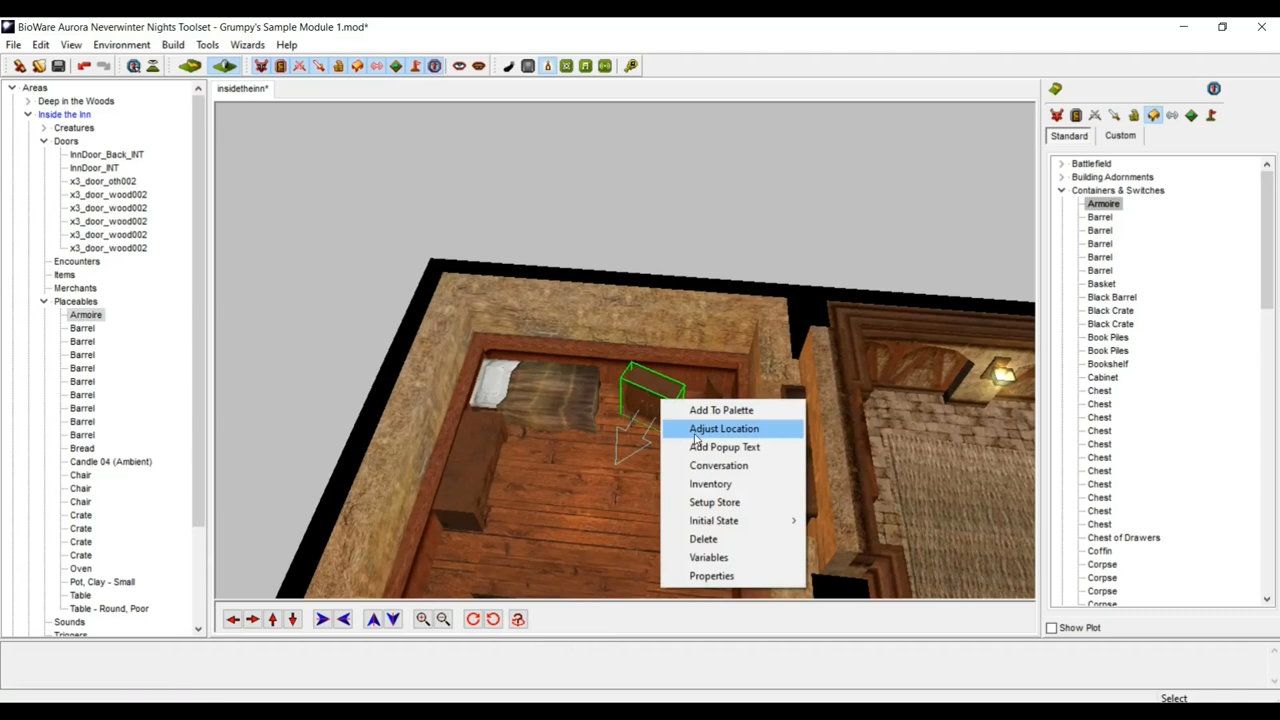 BioWare Aurora Neverwinter Nights Toolset - Grumpy's Sample Module 1.mod*
File Edit View Environment Build Tools Wizards Help
Areas
Deep in the Woods
Inside the Inn
Creatures
Doors
InnDoor_Back_INT
InnDoor_INT
x3_door_oth002
x3_door_wood002
x3_door_wood002
x3_door_wood002
x3_door_wood002
x3_door_wood002
Encounters
Items
Merchants
Placeables
Armoire
Barrel
Barrel
Barrel
Barrel
Barrel
Barrel
Barrel
Barrel
Barrel
Bread
Candle 04 (Ambient)
Chair
Chair
Chair
Crate
Crate
Crate
Crate
Oven
Pot, Clay - Small
Table
Table - Round, Poor
Sounds
Triggers
insidetheinn*
Add To Palette
Adjust Location
Add Popup Text
Conversation
Inventory
Setup Store
Initial State
Delete
Variables
Properties
Standard Custom
Battlefield
Building Adornments
Containers & Switches
Armoire
Barrel
Barrel
Barrel
Barrel
Barrel
Basket
Black Barrel
Black Crate
Black Crate
Book Piles
Book Piles
Bookshelf
Cabinet
Chest
Chest
Chest
Chest
Chest
Chest
Chest
Chest
Chest
Chest
Chest
Chest of Drawers
Coffin
Corpse
Corpse
Corpse
Corpse
Show Plot
Select